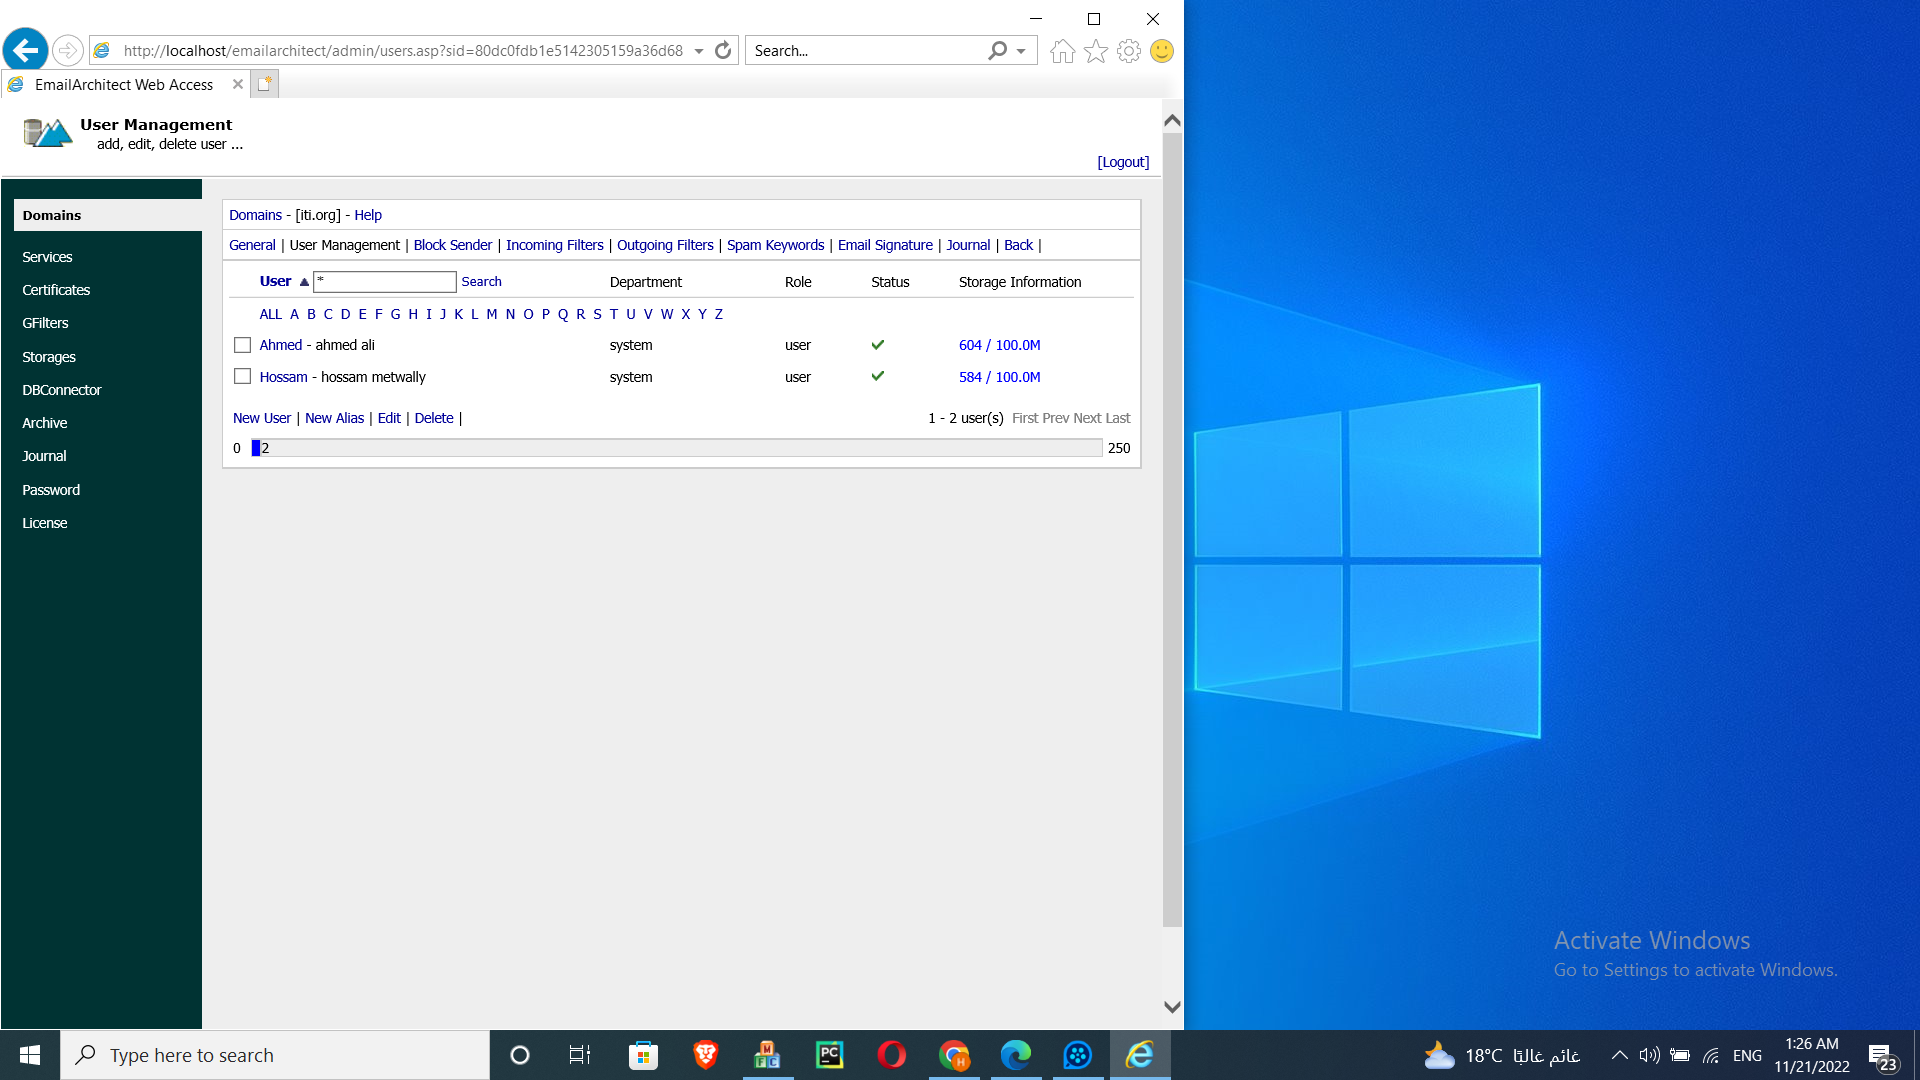 http://localhost/emailarchitect/admin/users.asp?sid=80dc0fdb1e5142305159a36d68
Search...
EmailArchitect Web Access
User Management
add, edit, delete user ...
[Logout]
Domains
Services
Certificates
GFilters
Storages
DBConnector
Archive
Journal
Password
License
Domains - [iti.org] - Help
General | User Management | Block Sender | Incoming Filters | Outgoing Filters | Spam Keywords | Email Signature | Journal | Back |
User * Search Department Role Status Storage Information
ALL A B C D E F G H I J K L M N O P Q R S T U V W X Y Z
Ahmed - ahmed ali system user 604 / 100.0M
Hossam - hossam metwally system user 584 / 100.0M
New User | New Alias | Edit | Delete | 1 - 2 user(s) First Prev Next Last
0 2 250
Activate Windows
Go to Settings to activate Windows.
Type here to search
M
FC
PC
H
18°C غائم غالبًا
ENG
1:26 AM
11/21/2022
23